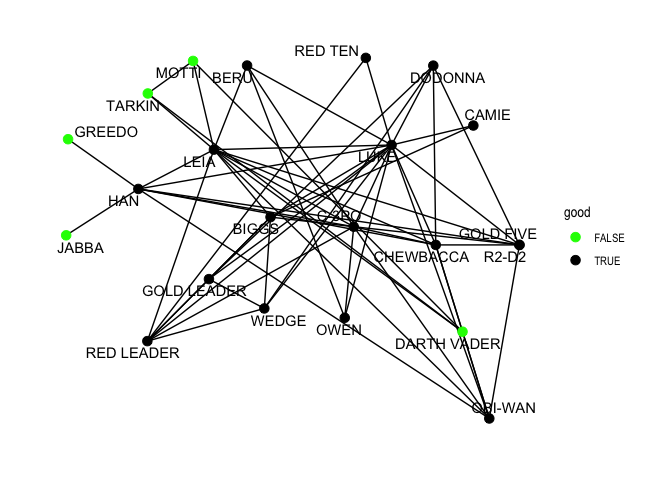 RED TEN
MOTTI
BERU
DODONNA
TARKIN
CAMIE
GREEDO
LEIA
LUKE
HAN
good
BIGGS
C-3PO
GOLD FIVE
FALSE
JABBA
CHEWBACCA
R2-D2
TRUE
GOLD LEADER
WEDGE
OWEN
DARTH VADER
RED LEADER
OBI-WAN